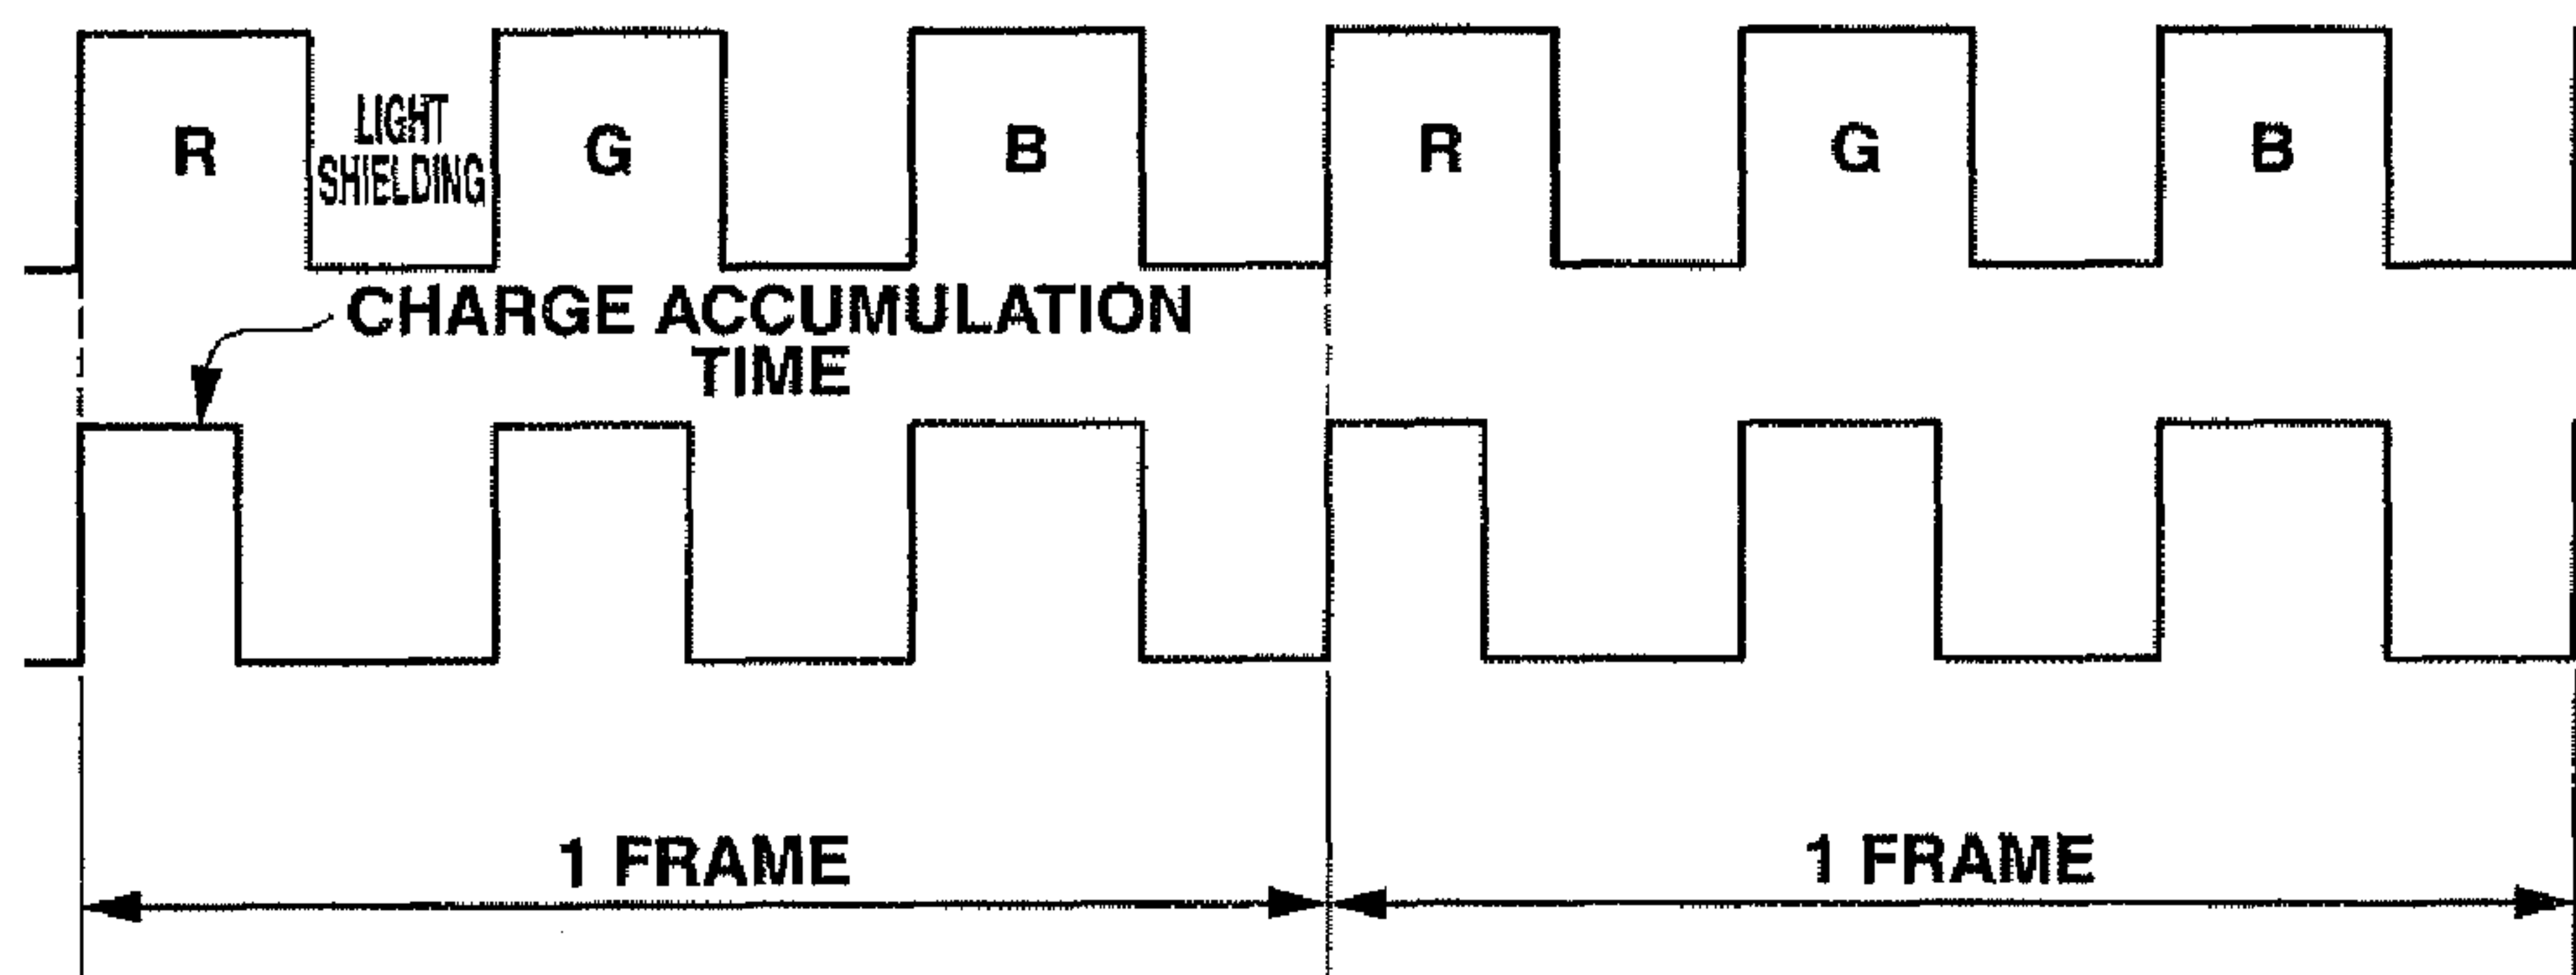 R
LIGHT
SHIELDING
G
B
R
G
B
CHARGE ACCUMULATION
TIME
1 FRAME
1 FRAME